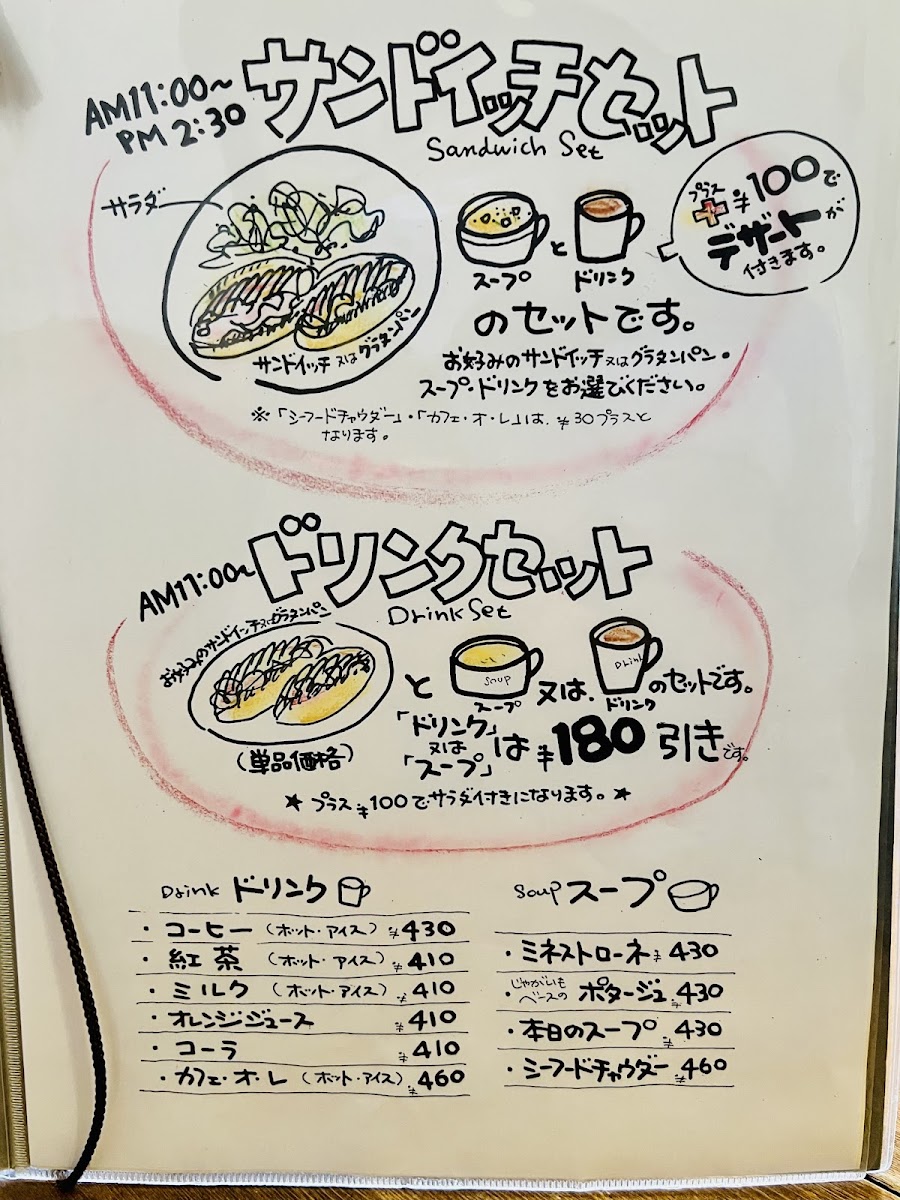 AM11:00~
PM 2:30
サンドイッチセット
Sandwich Set
サラダ
サンドイッチ 又は グラタンパン
スープ
と
ドリンク
プラス
+¥100で
デザートが
付きます。
のセットです。
お好みのサンドイッチ又はグラタンパン・
スープ・ドリンクをお選びください。
※「シーフードチャウダー」・「カフェ・オ・レ」は、¥30プラスと
なります。
AM11:00~
ドリンクセット
Drink Set
お好みのサンドイッチ又はグラタンパン
(単品価格)
と
soup
スープ
又は、
Drink
ドリンク
のセットです。
「ドリンク」
又は
「スープ」
は ¥180 引きです。
★ プラス ¥100でサラダ付きになります。★
Drink ドリンク
・コーヒー (ホット・アイス) ¥430
・紅茶 (ホット・アイス) ¥410
・ミルク (ホット・アイス) ¥410
・オレンジジュース ¥410
・コーラ ¥410
・カフェ・オ・レ (ホット・アイス) ¥460
Soup スープ
・ミネストローネ ¥430
・じゃがいもベースの ポタージュ ¥430
・本日のスープ ¥430
・シーフードチャウダー ¥460